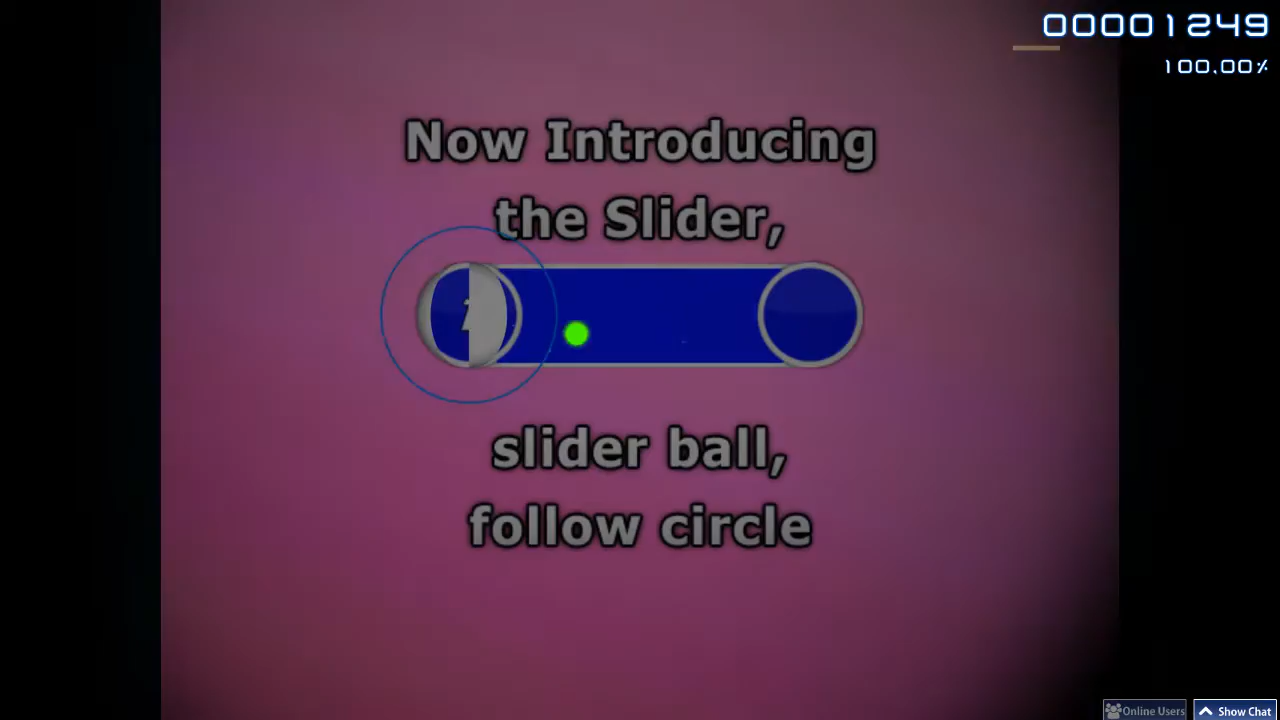 00001249
100.00%
Now Introducing
the Slider,
slider ball,
follow circle
Online Users
Show Chat